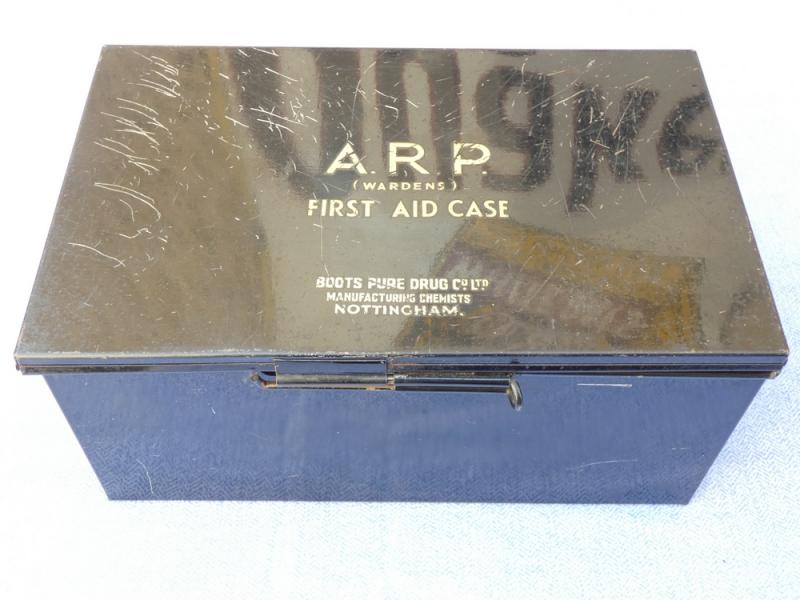 A.R.P.
(WARDENS)
FIRST AID CASE
BOOTS PURE DRUG CO LTD
MANUFACTURING CHEMISTS
NOTTINGHAM.